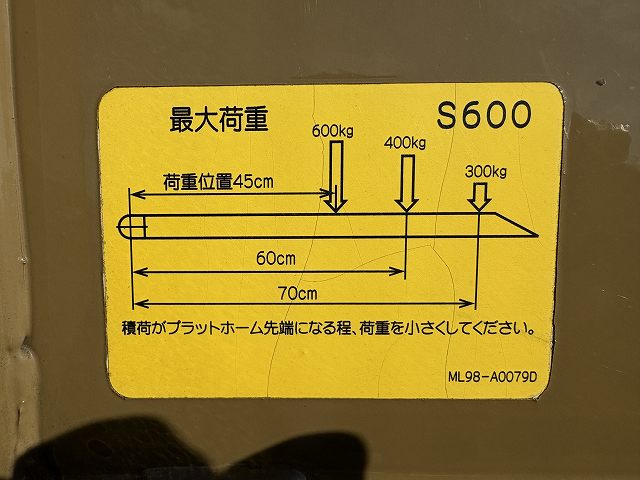 最大荷重
S600
600kg
400kg
300kg
荷重位置45cm
60cm
70cm
積荷がプラットホーム先端になる程、荷重を小さくしてください。
ML98-A0079D